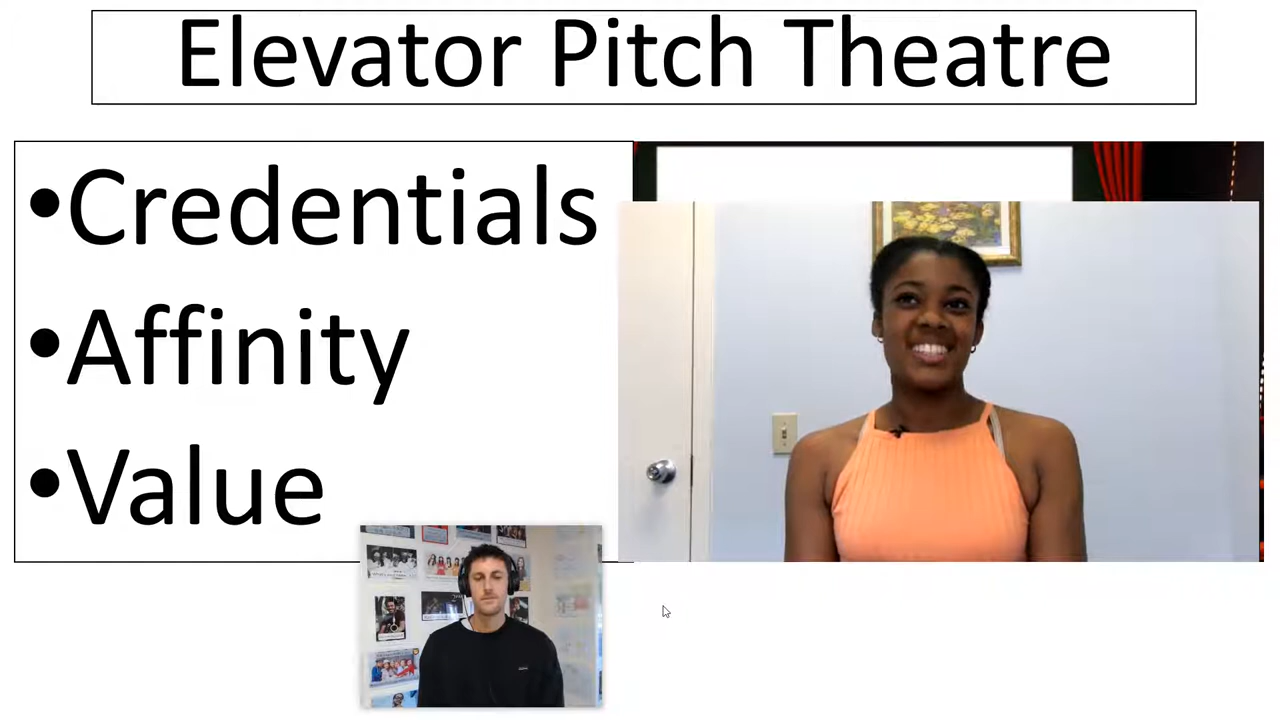 Elevator Pitch Theatre
•Credentials
•Affinity
•Value